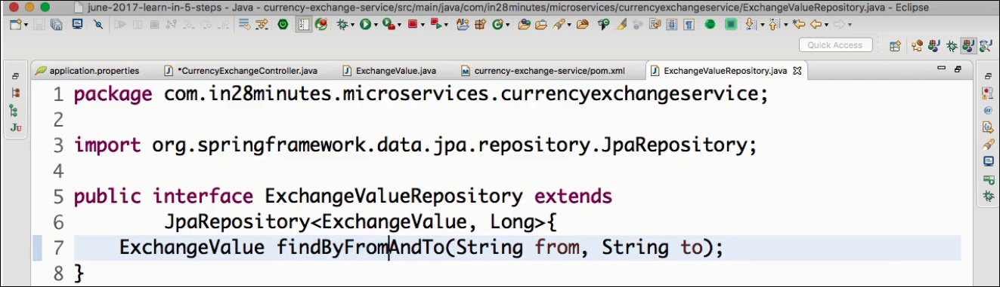 june-2017-learn-in-5-steps - Java - currency-exchange-service/src/main/java/com/in28minutes/microservices/currencyexchangeservice/ExchangeValueRepository.java - Eclipse
Quick Access
application.properties *CurrencyExchangeController.java ExchangeValue.java currency-exchange-service/pom.xml ExchangeValueRepository.java
1 package com.in28minutes.microservices.currencyexchangeservice;
2
3 import org.springframework.data.jpa.repository.JpaRepository;
4
5 public interface ExchangeValueRepository extends
6 JpaRepository<ExchangeValue, Long>{
7 ExchangeValue findByFromAndTo(String from, String to);
8 }